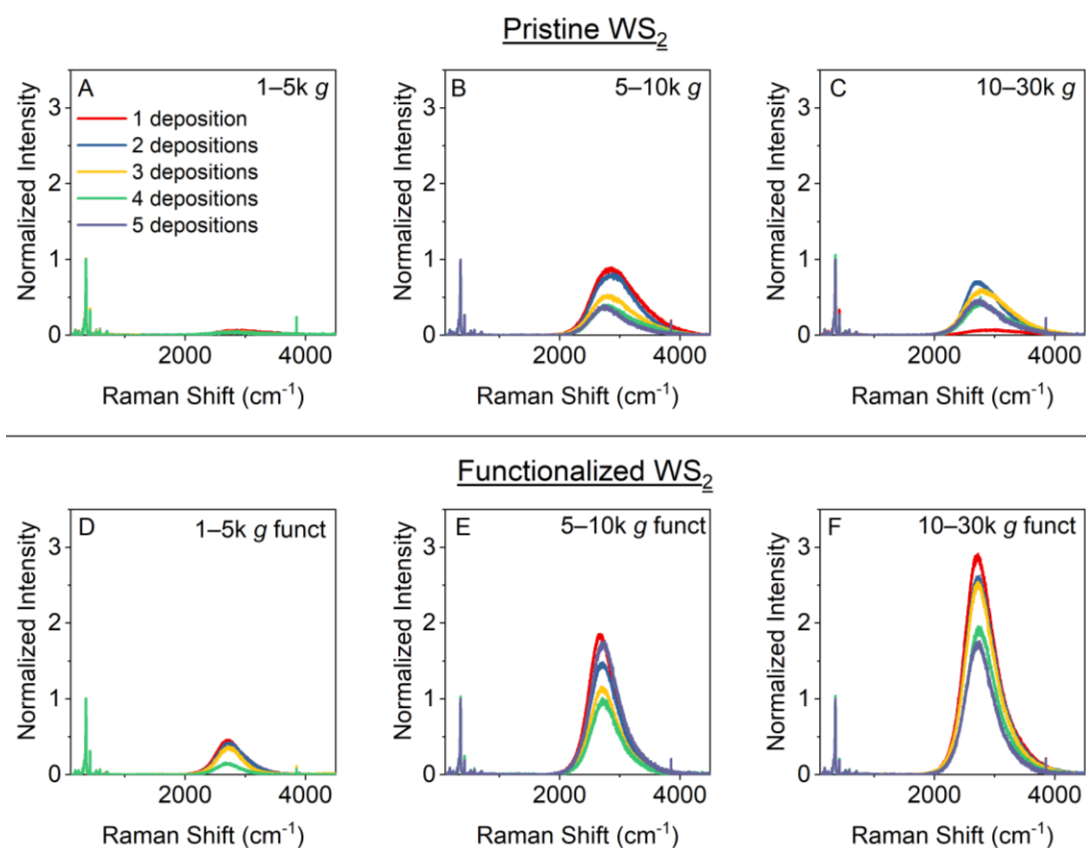 Pristine WS₂
A
1–5k g
1 deposition
2 depositions
3 depositions
4 depositions
5 depositions
Normalized Intensity
3
2
1
0
2000
4000
Raman Shift (cm⁻¹)
B
5–10k g
Normalized Intensity
3
2
1
0
2000
4000
Raman Shift (cm⁻¹)
C
10–30k g
Normalized Intensity
3
2
1
0
2000
4000
Raman Shift (cm⁻¹)
Functionalized WS₂
D
1–5k g funct
Normalized Intensity
3
2
1
0
2000
4000
Raman Shift (cm⁻¹)
E
5–10k g funct
Normalized Intensity
3
2
1
0
2000
4000
Raman Shift (cm⁻¹)
F
10–30k g funct
Normalized Intensity
3
2
1
0
2000
4000
Raman Shift (cm⁻¹)